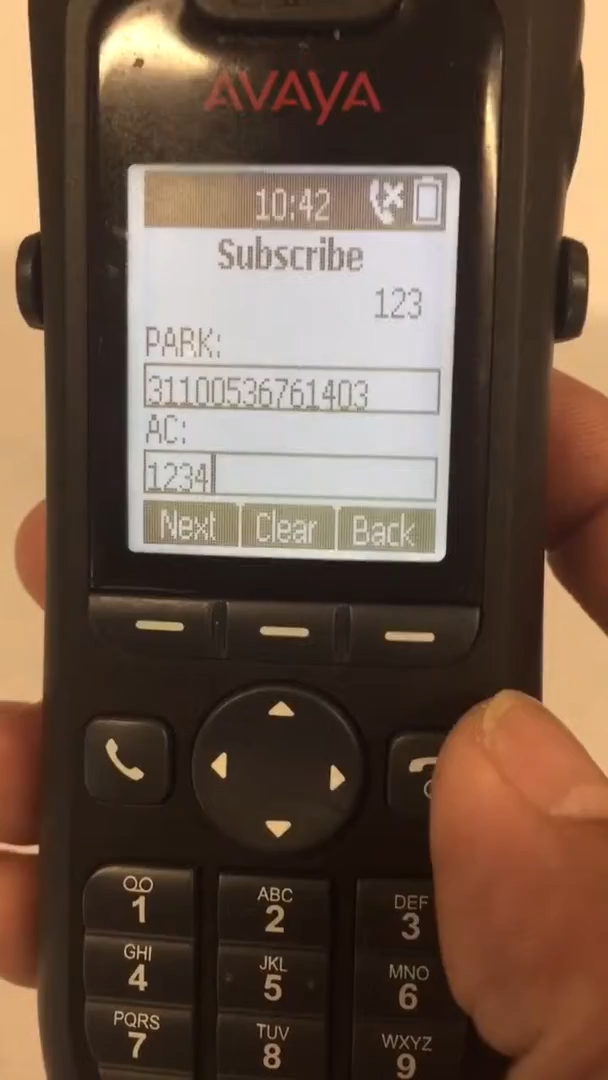 AVAYA
10:42
Subscribe
123
PARK:
31100536761403
AC:
1234
Next Clear Back
1
ABC
2
DEF
3
GHI
4
JKL
5
MNO
6
PQRS
7
TUV
8
WXYZ
9